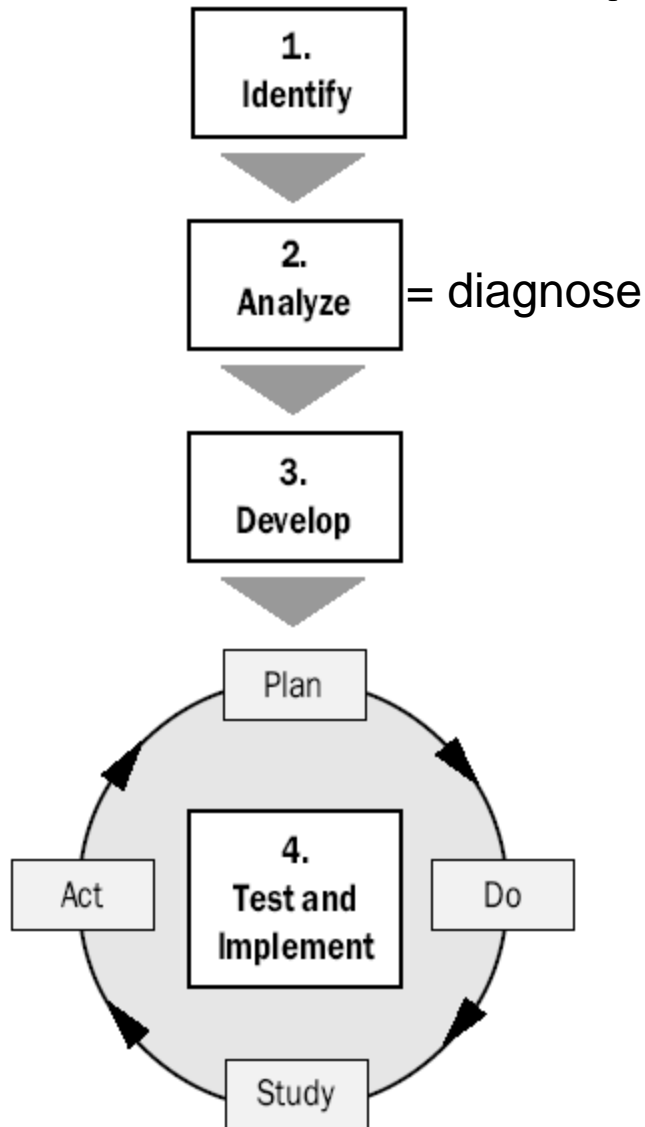 1.
Identify
2.
Analyze
= diagnose
3.
Develop
Plan
4.
Test and
Implement
Act
Do
Study